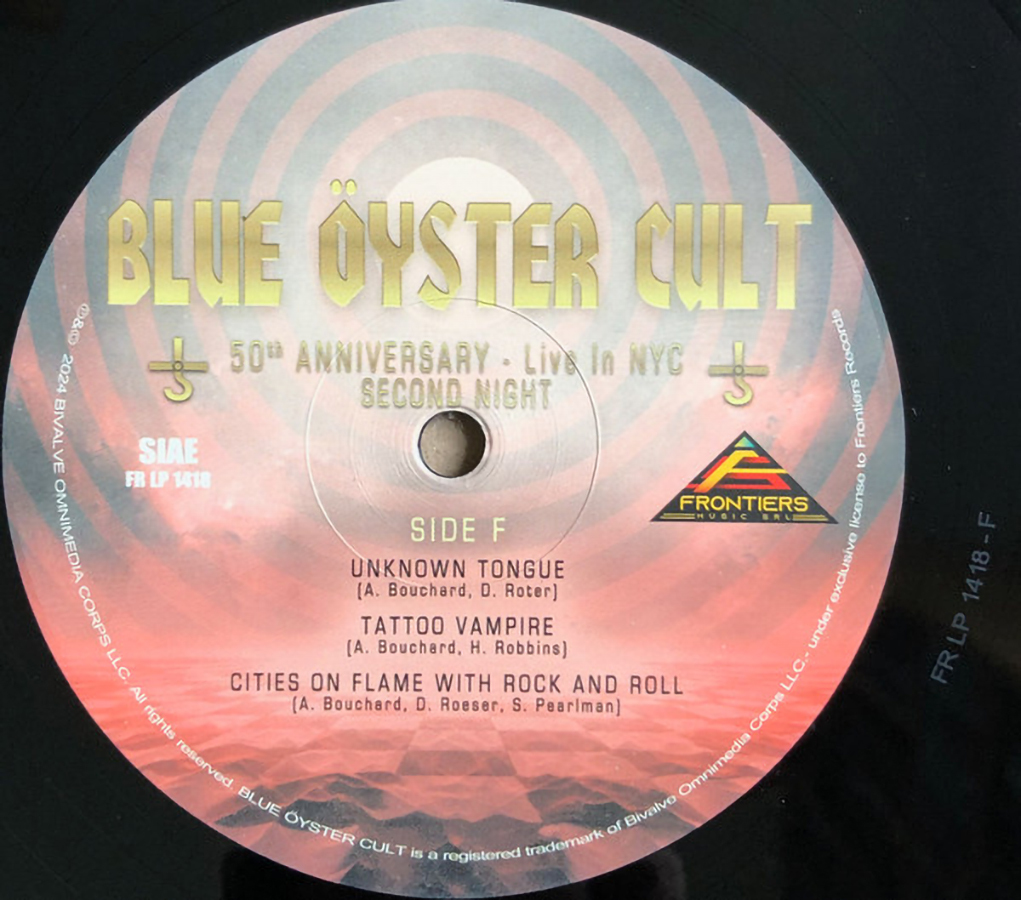 BLUE ÖYSTER CULT
50th ANNIVERSARY - Live In NYC
SECOND NIGHT
SIAE
FR LP 1418
FRONTIERS
MUSIC SRL
SIDE F
UNKNOWN TONGUE
(A. Bouchard, D. Roter)
TATTOO VAMPIRE
(A. Bouchard, H. Robbins)
CITIES ON FLAME WITH ROCK AND ROLL
(A. Bouchard, D. Roeser, S. Pearlman)
℗&© 2024 BIVALVE OMNIMEDIA CORPS LLC. All rights reserved. BLUE ÖYSTER CULT is a registered trademark of Bivalve Omnimedia Corps LLC.- under exclusive license to Frontiers Records
FR LP 1418 - F